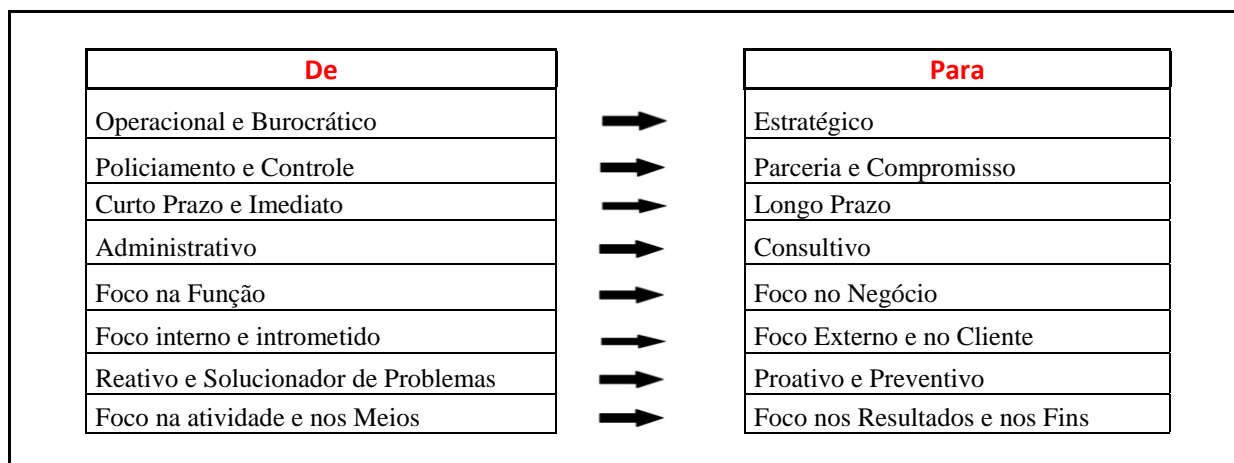 De
Para
Operacional e Burocrático
Estratégico
Policiamento e Controle
Parceria e Compromisso
Curto Prazo e Imediato
Longo Prazo
Administrativo
Consultivo
Foco na Função
Foco no Negócio
Foco interno e intrometido
Foco Externo e no Cliente
Reativo e Solucionador de Problemas
Proativo e Preventivo
Foco na atividade e nos Meios
Foco nos Resultados e nos Fins